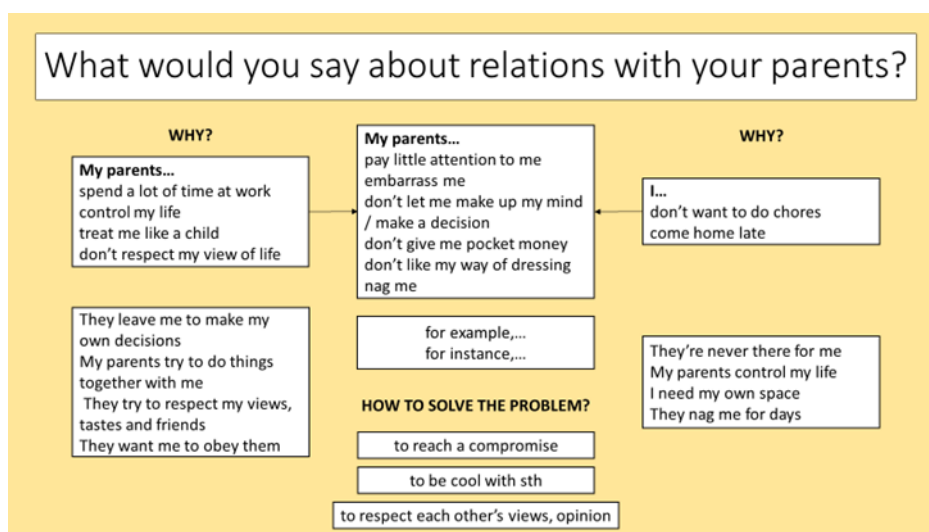 What would you say about relations with your parents?
WHY?
My parents...
spend a lot of time at work
control my life
treat me like a child
don't respect my view of life
My parents...
pay little attention to me
embarrass me
don't let me make up my mind
/ make a decision
don't give me pocket money
don't like my way of dressing
nag me
WHY?
I...
don't want to do chores
come home late
They leave me to make my
own decisions
My parents try to do things
together with me
They try to respect my views,
tastes and friends
They want me to obey them
for example,...
for instance,...
They're never there for me
My parents control my life
I need my own space
They nag me for days
HOW TO SOLVE THE PROBLEM?
to reach a compromise
to be cool with sth
to respect each other's views, opinion